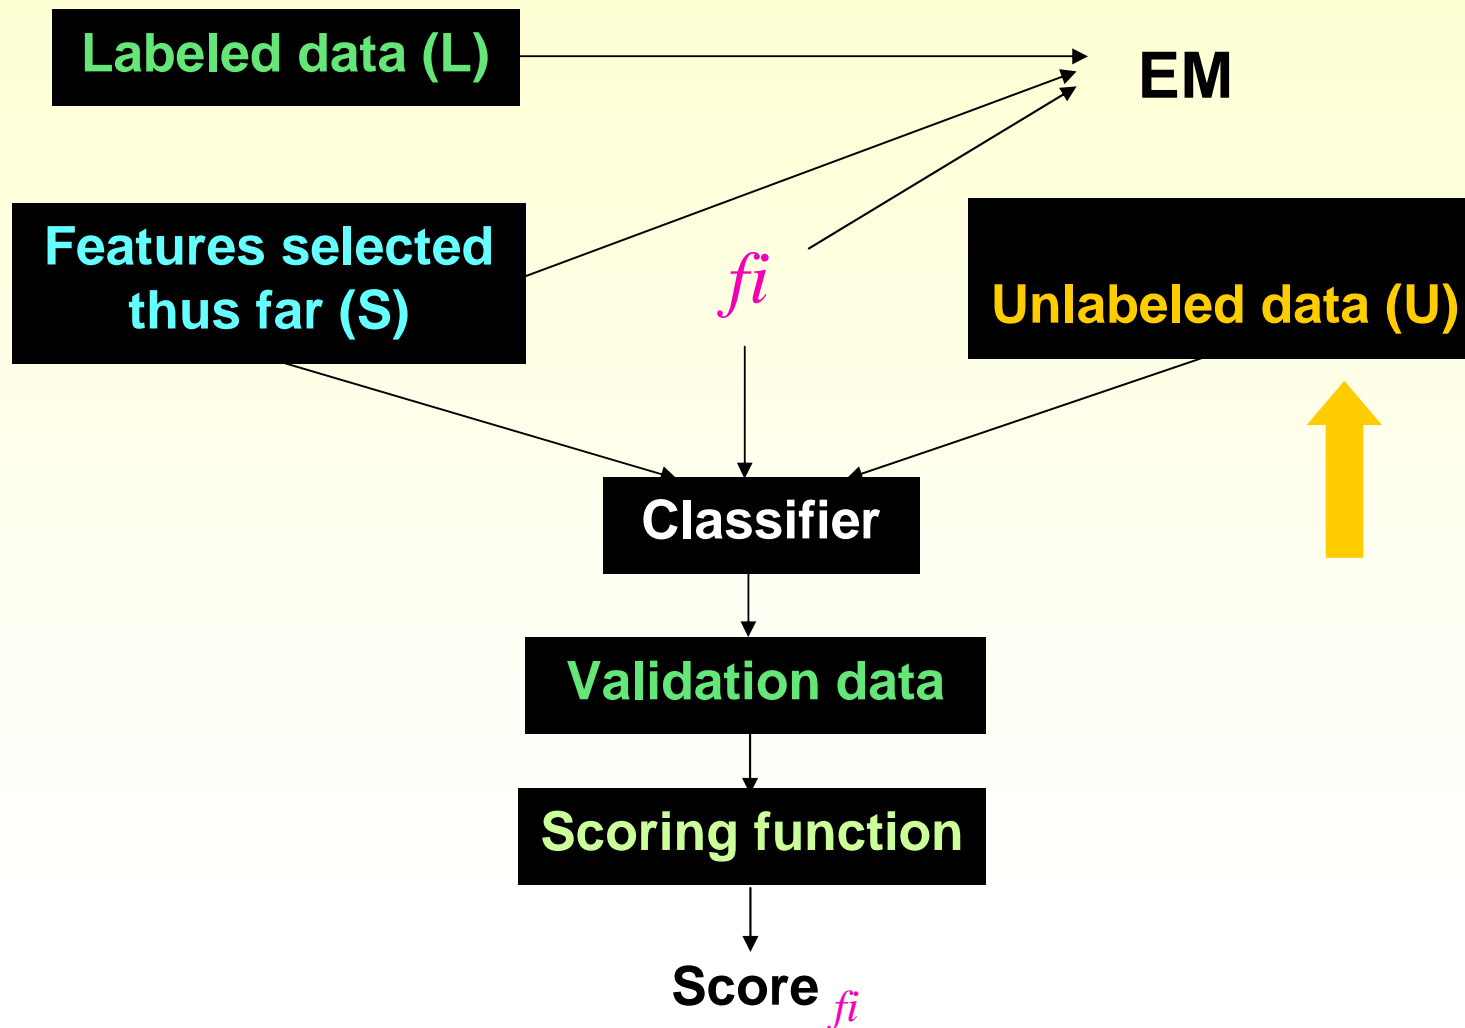 Labeled data (L)
EM
Features selected
thus far (S)
fi
Unlabeled data (U)
Classifier
Validation data
Scoring function
Score fi